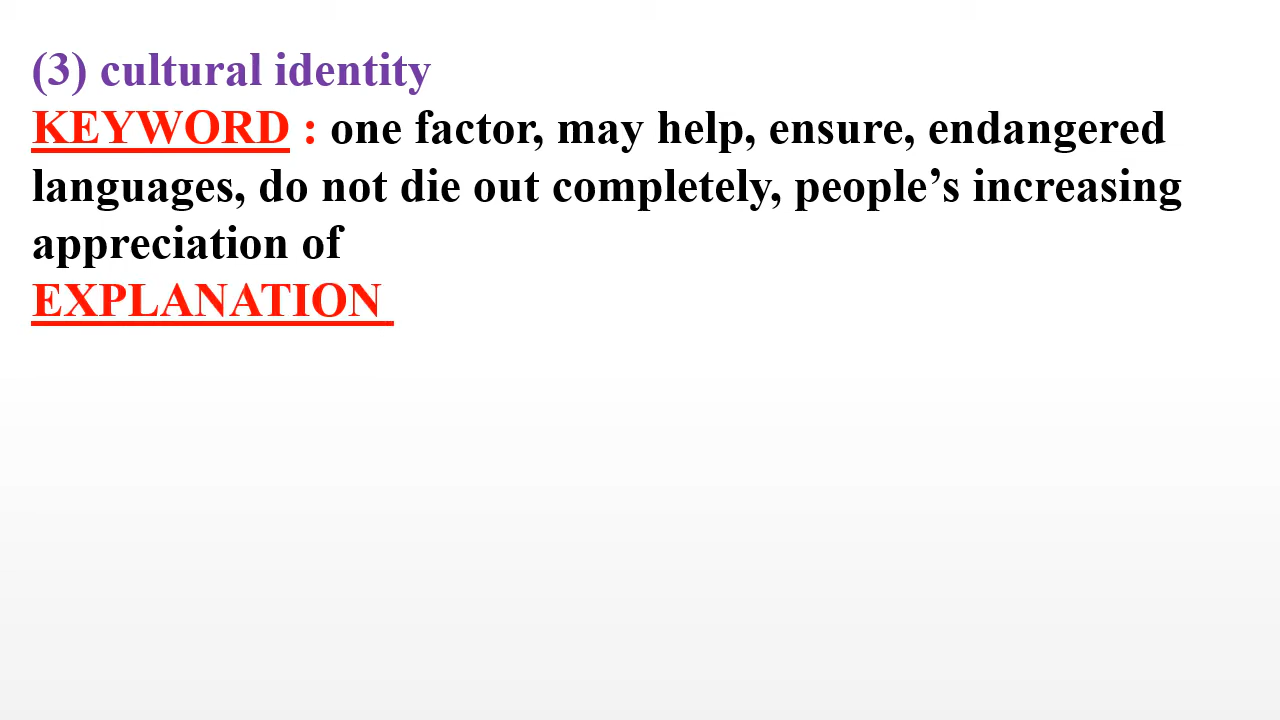 (3) cultural identity
KEYWORD : one factor, may help, ensure, endangered
languages, do not die out completely, people’s increasing
appreciation of
EXPLANATION